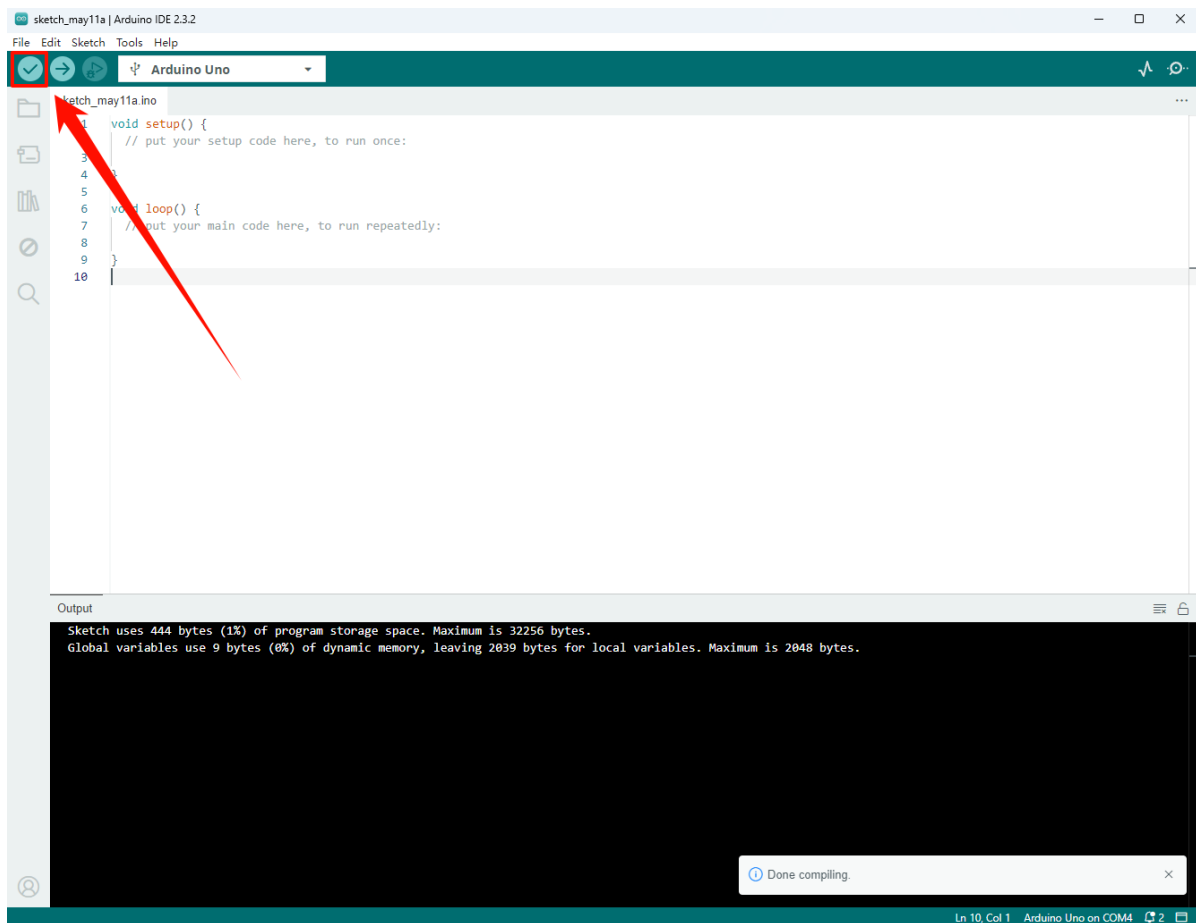 sketch_may11a | Arduino IDE 2.3.2
File Edit Sketch Tools Help
Arduino Uno
sketch_may11a.ino
1 void setup() {
// put your setup code here, to run once:
3
4 }
5
6 void loop() {
7 // put your main code here, to run repeatedly:
8
9 }
10
Output
Sketch uses 444 bytes (1%) of program storage space. Maximum is 32256 bytes.
Global variables use 9 bytes (0%) of dynamic memory, leaving 2039 bytes for local variables. Maximum is 2048 bytes.
Done compiling.
Ln 10, Col 1 Arduino Uno on COM4 2